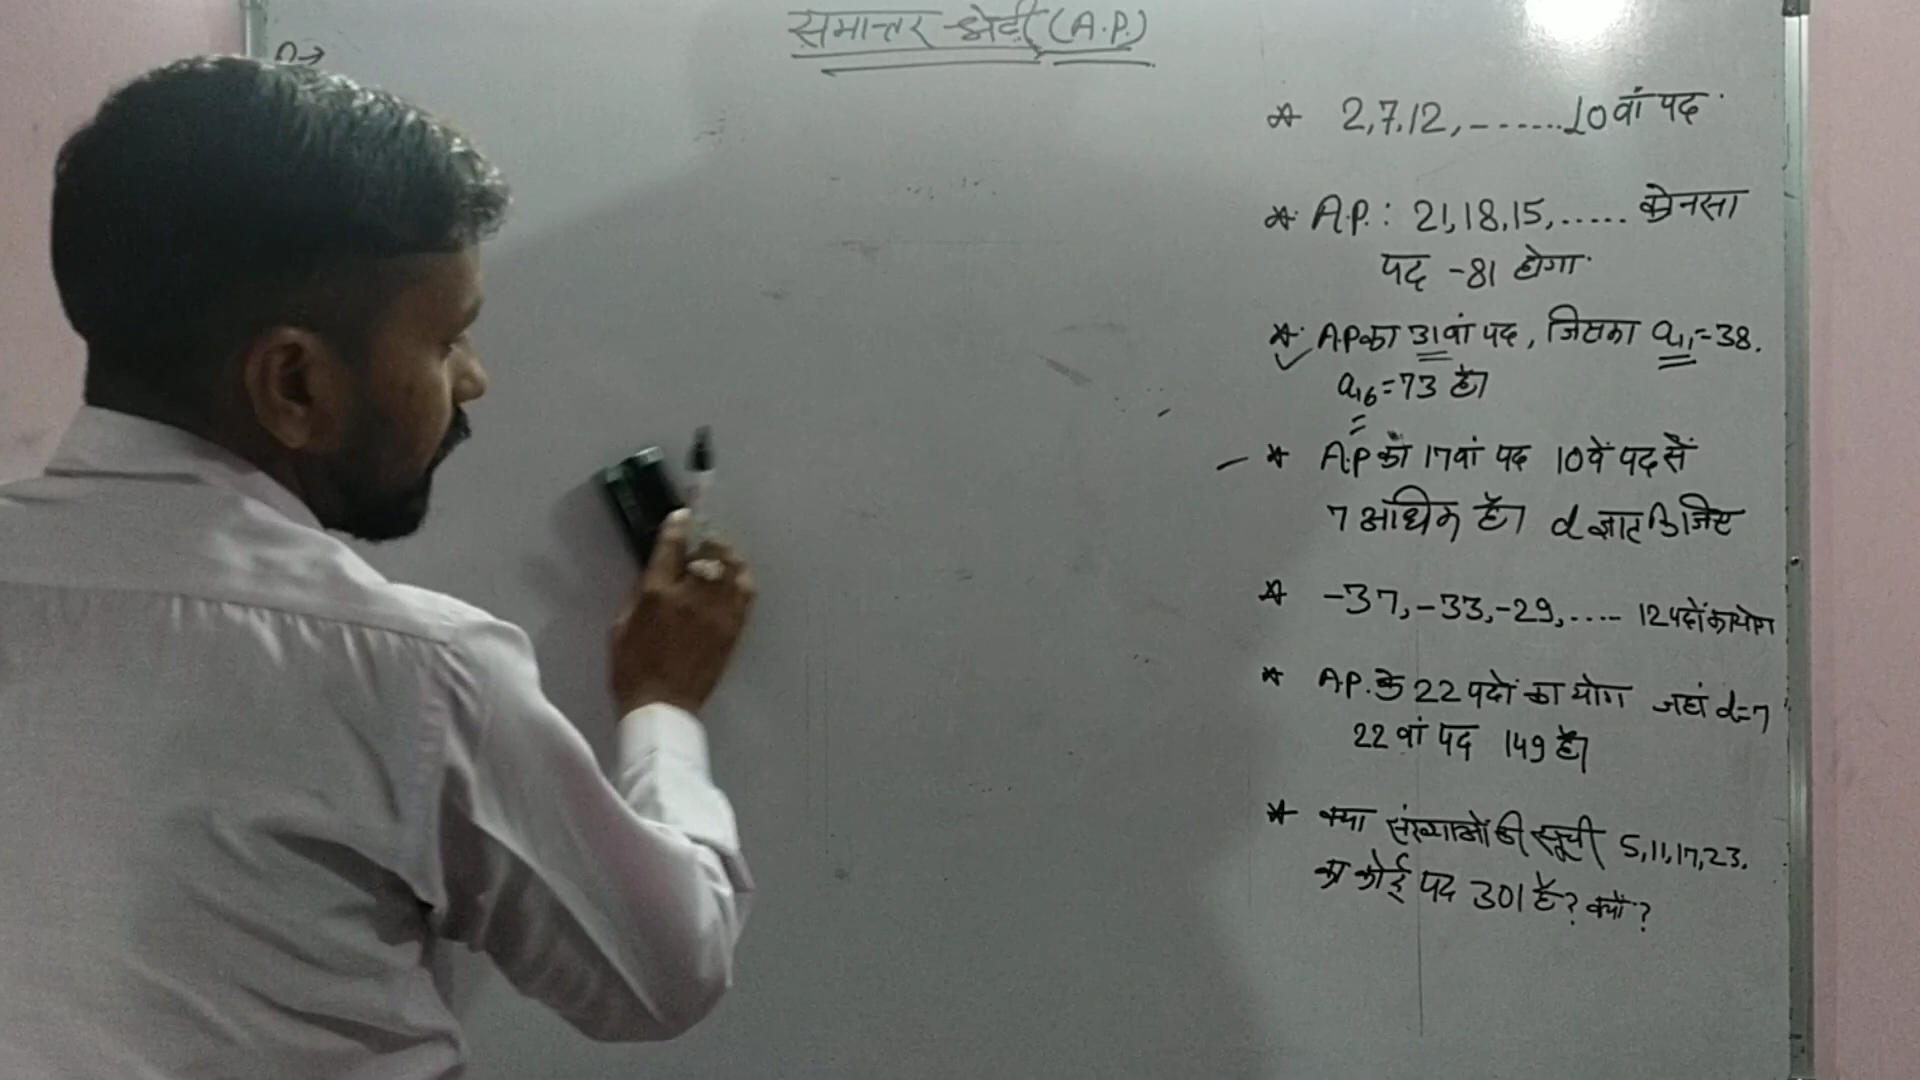 समान्तर श्रेढ़ी (A.P.)
* 2,7,12, ------- 10वां पद
* A.P.: 21,18,15, ...... कोनसा
पद -81 होगा
* A.P का 31वां पद, जिसका a₁₁=38.
a₁₆=73 है।
* A.P का 17वां पद 10वें पद सें
7 अधिक है। d ज्ञात किजिए
* -37,-33,-29, .... 12 पदों का योग
* A.P. के 22 पदों का योग जहां d=7
22 वां पद 149 है।
* क्या संख्याओं की सूची 5,11,17,23.
का कोई पद 301 है? क्यों?